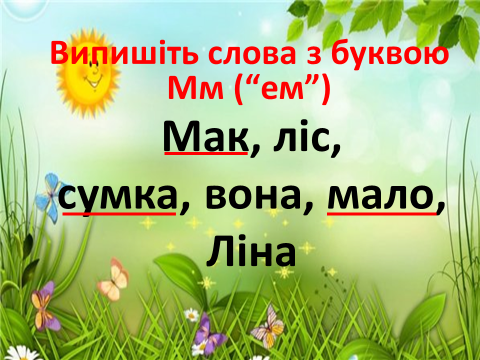 Випишіть слова з буквою
Мм (“ем”)
Мак, ліс,
сумка, вона, мало,
Ліна